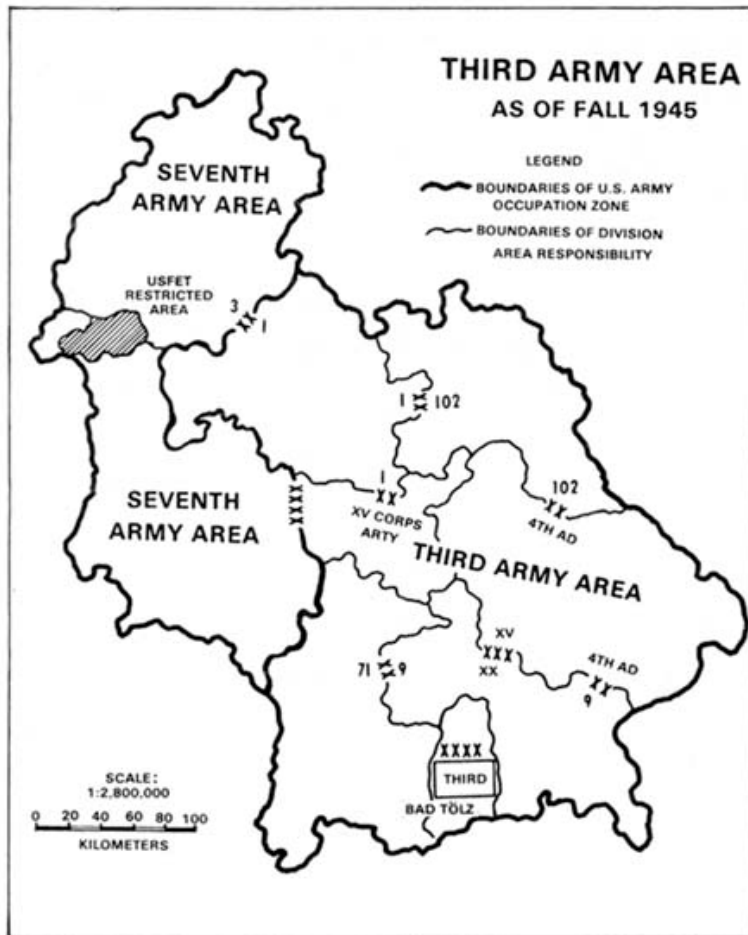 THIRD ARMY AREA
AS OF FALL 1945
LEGEND
BOUNDARIES OF U.S. ARMY
OCCUPATION ZONE
BOUNDARIES OF DIVISION
AREA RESPONSIBILITY
SEVENTH
ARMY AREA
USFET
RESTRICTED
AREA
3
XX
1
1 XX 102
1
XX
XV CORPS
ARTY
102
XX
4TH AD
SEVENTH
ARMY AREA
XXXX
THIRD ARMY AREA
XV
XXX
XX
4TH AD
XX
9
71 XX 9
XXXX
THIRD
BAD TÖLZ
SCALE:
1:2,800,000
0 20 40 60 80 100
KILOMETERS